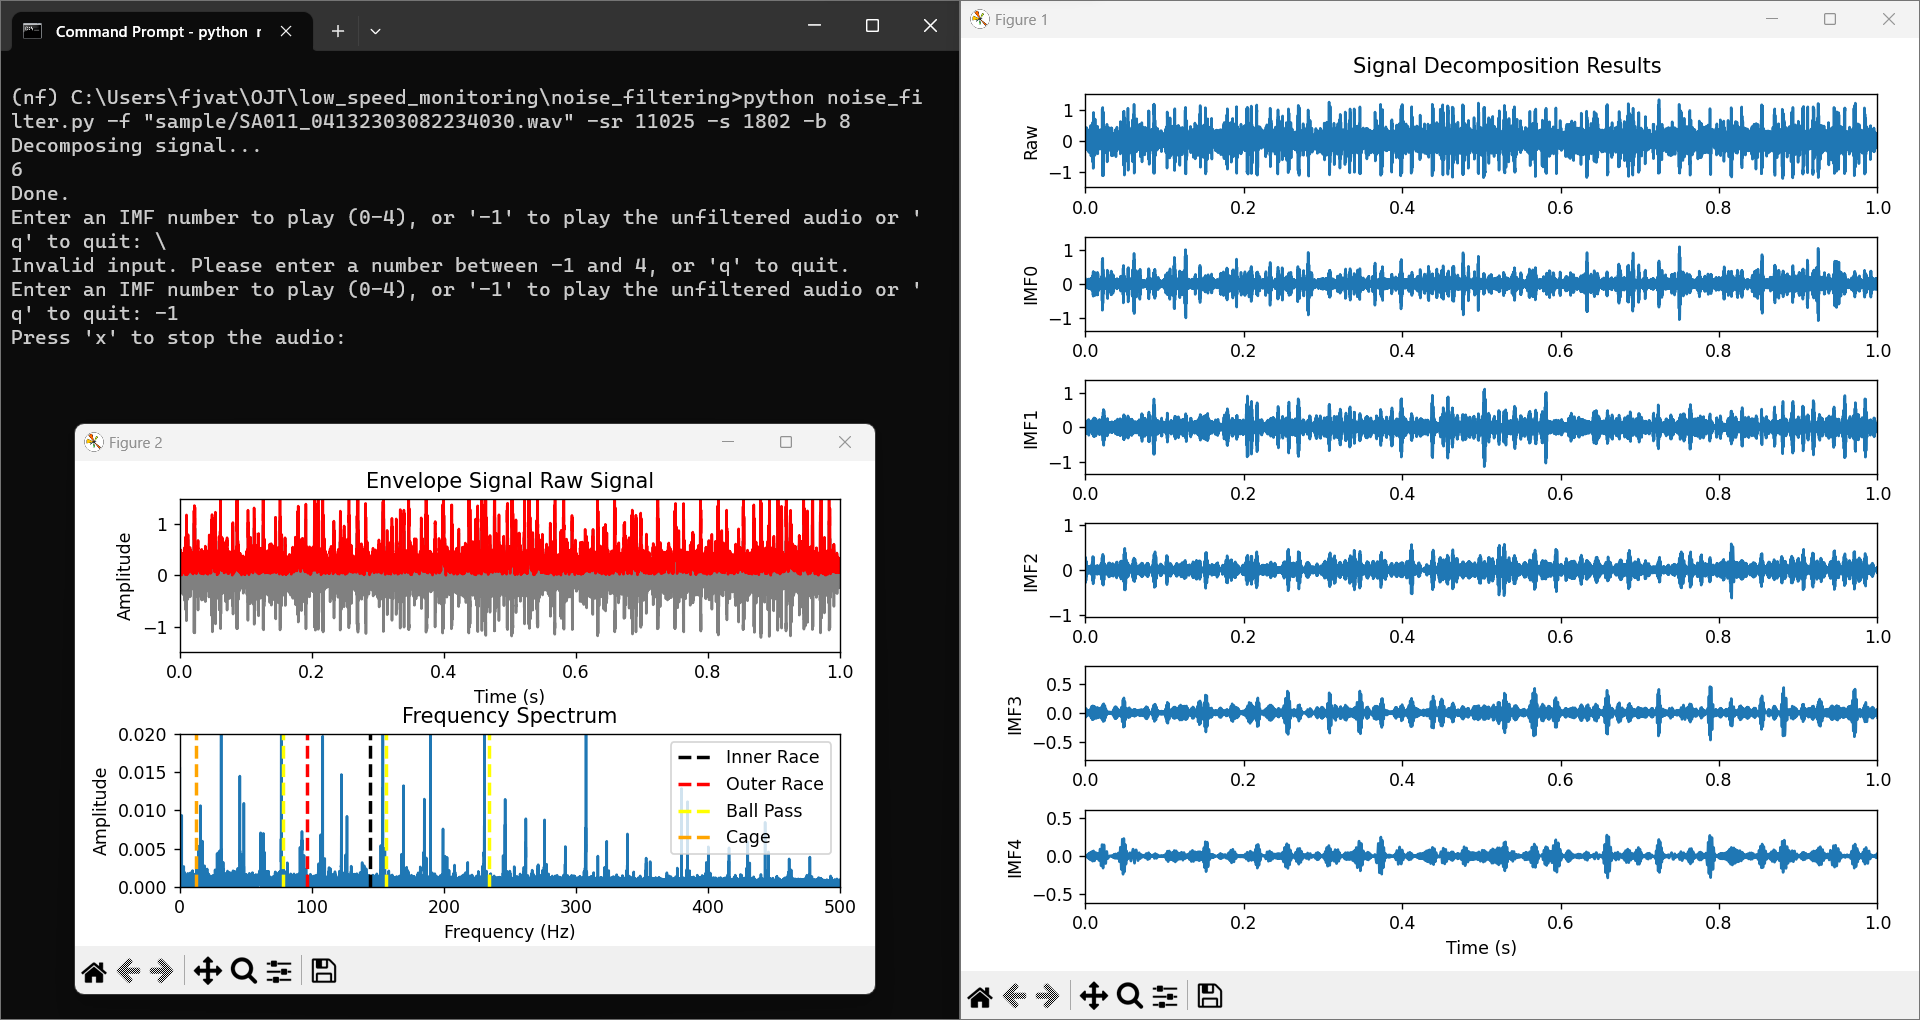 Command Prompt - python
(nf) C:\Users\fjvat\OJT\low_speed_monitoring\noise_filtering>python noise_fi
lter.py -f "sample/SA011_04132303082234030.wav" -sr 11025 -s 1802 -b 8
Decomposing signal...
6
Done.
Enter an IMF number to play (0-4), or '-1' to play the unfiltered audio or '
q' to quit: \
Invalid input. Please enter a number between -1 and 4, or 'q' to quit.
Enter an IMF number to play (0-4), or '-1' to play the unfiltered audio or '
q' to quit: -1
Press 'x' to stop the audio:
Figure 2
Envelope Signal Raw Signal
Amplitude
1
0
−1
0.0 0.2 0.4 0.6 0.8 1.0
Time (s)
Frequency Spectrum
Amplitude
0.020
0.015
0.010
0.005
0.000
Inner Race
Outer Race
Ball Pass
Cage
0 100 200 300 400 500
Frequency (Hz)
Figure 1
Signal Decomposition Results
Raw
1
0
−1
0.0 0.2 0.4 0.6 0.8 1.0
IMF0
1
0
−1
0.0 0.2 0.4 0.6 0.8 1.0
IMF1
1
0
−1
0.0 0.2 0.4 0.6 0.8 1.0
IMF2
1
0
−1
0.0 0.2 0.4 0.6 0.8 1.0
IMF3
0.5
0.0
−0.5
0.0 0.2 0.4 0.6 0.8 1.0
IMF4
0.5
0.0
−0.5
0.0 0.2 0.4 0.6 0.8 1.0
Time (s)